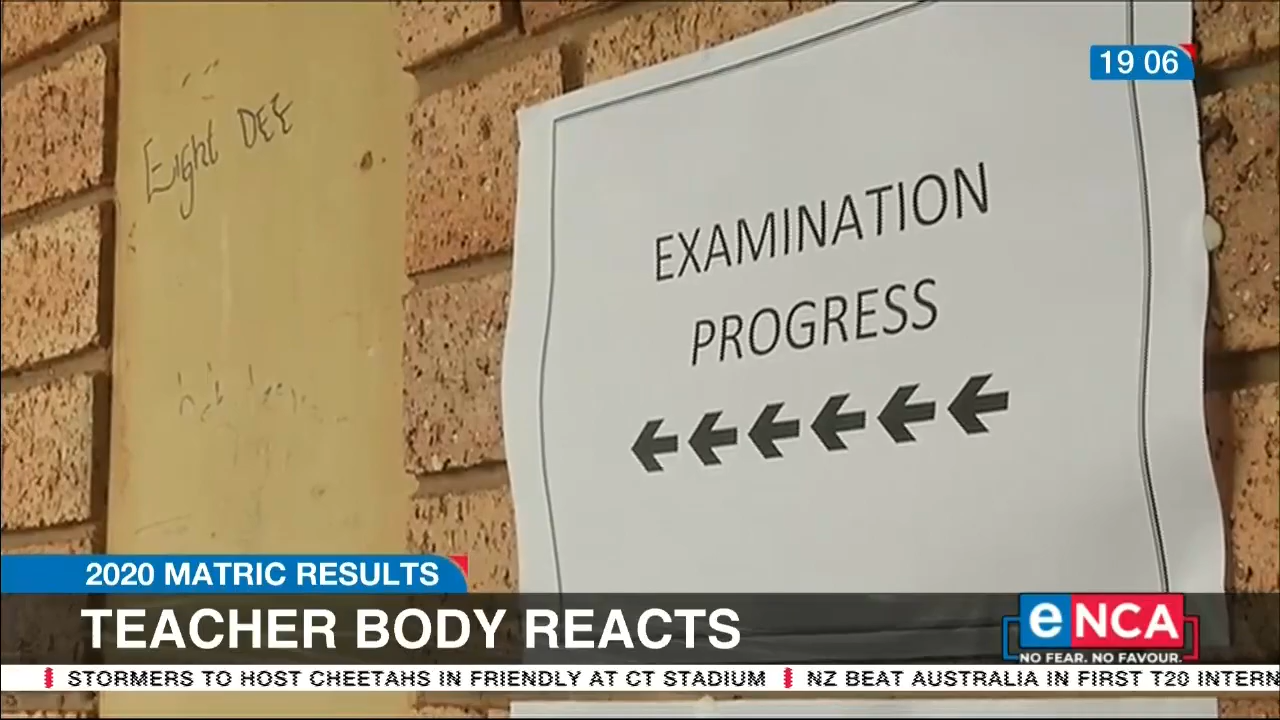 19 06
Eight DEE
EXAMINATION
PROGRESS
2020 MATRIC RESULTS
TEACHER BODY REACTS
eNCA
NO FEAR. NO FAVOUR.
STORMERS TO HOST CHEETAHS IN FRIENDLY AT CT STADIUM NZ BEAT AUSTRALIA IN FIRST T20 INTERN